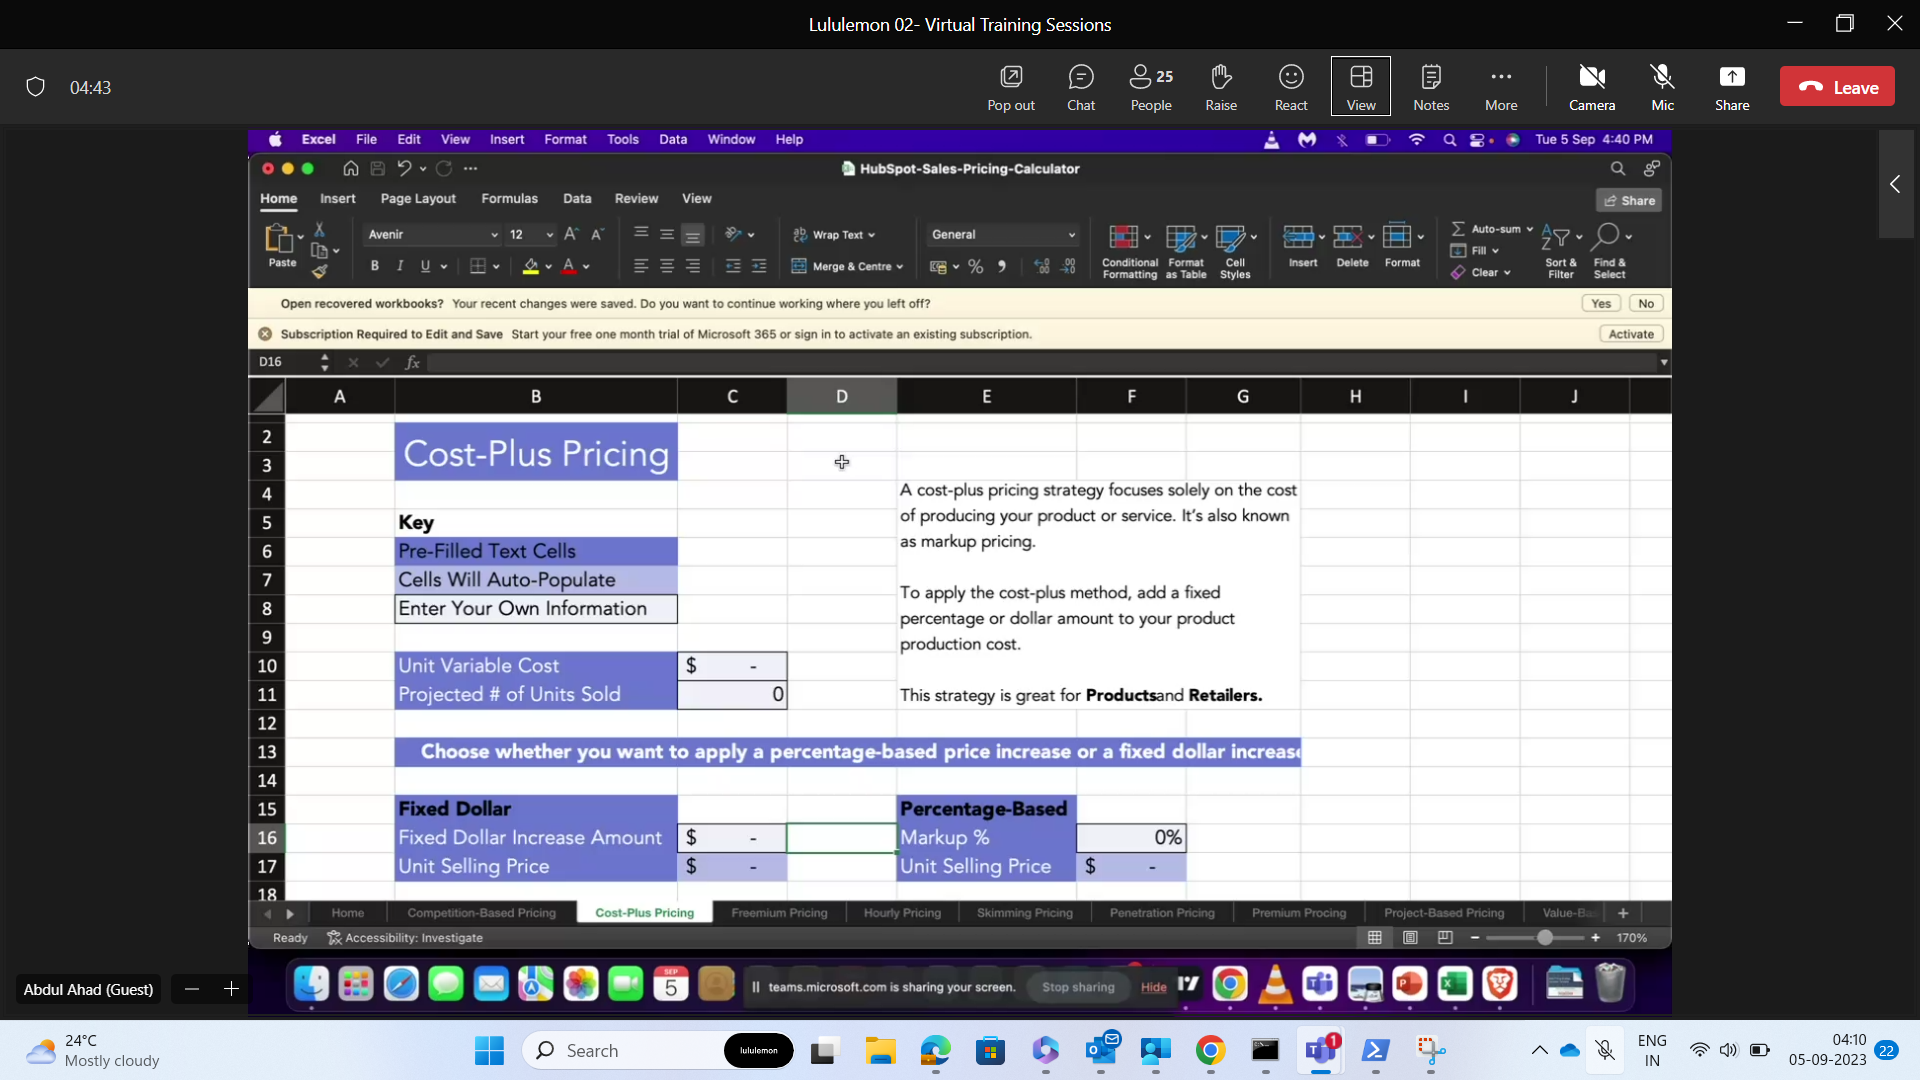 Lululemon 02- Virtual Training Sessions
04:43
Pop out
Chat
25
People
Raise
React
View
Notes
More
Camera
Mic
Share
Leave
Excel File Edit View Insert Format Tools Data Window Help
Tue 5 Sep 4:40 PM
HubSpot-Sales-Pricing-Calculator
Home Insert Page Layout Formulas Data Review View
Share
Paste
Avenir
12
B I U
Wrap Text
Merge & Centre
General
Conditional Formatting
Format as Table
Cell Styles
Insert
Delete
Format
Auto-sum
Fill
Clear
Sort & Filter
Find & Select
Open recovered workbooks? Your recent changes were saved. Do you want to continue working where you left off?
Yes No
Subscription Required to Edit and Save Start your free one month trial of Microsoft 365 or sign in to activate an existing subscription.
Activate
D16
fx
A B C D E F G H I J
2
3
4
5
6
7
8
9
10
11
12
13
14
15
16
17
18
Cost-Plus Pricing
Key
Pre-Filled Text Cells
Cells Will Auto-Populate
Enter Your Own Information
A cost-plus pricing strategy focuses solely on the cost
of producing your product or service. It's also known
as markup pricing.
To apply the cost-plus method, add a fixed
percentage or dollar amount to your product
production cost.
This strategy is great for Productsand Retailers.
Unit Variable Cost $ -
Projected # of Units Sold 0
Choose whether you want to apply a percentage-based price increase or a fixed dollar increase
Fixed Dollar
Fixed Dollar Increase Amount $ -
Unit Selling Price $ -
Percentage-Based
Markup % 0%
Unit Selling Price $ -
Home Competition-Based Pricing Cost-Plus Pricing Freemium Pricing Hourly Pricing Skimming Pricing Penetration Pricing Premium Procing Project-Based Pricing Value-Ba
Ready Accessibility: Investigate
170%
Abdul Ahad (Guest)
SEP
5
teams.microsoft.com is sharing your screen.
Stop sharing
Hide
24°C
Mostly cloudy
Search
lululemon
1
ENG
IN
04:10
05-09-2023
22